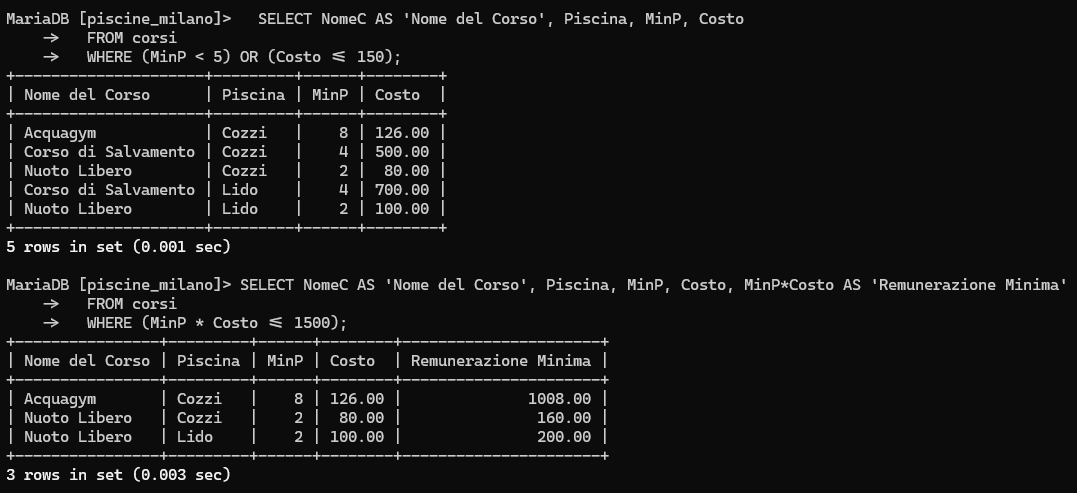 MariaDB [piscine_milano]>   SELECT NomeC AS 'Nome del Corso', Piscina, MinP, Costo
    ->   FROM corsi
    ->   WHERE (MinP < 5) OR (Costo <= 150);
+---------------------+---------+------+--------+
| Nome del Corso      | Piscina | MinP | Costo  |
+---------------------+---------+------+--------+
| Acquagym            | Cozzi   |    8 | 126.00 |
| Corso di Salvamento | Cozzi   |    4 | 500.00 |
| Nuoto Libero        | Cozzi   |    2 |  80.00 |
| Corso di Salvamento | Lido    |    4 | 700.00 |
| Nuoto Libero        | Lido    |    2 | 100.00 |
+---------------------+---------+------+--------+
5 rows in set (0.001 sec)

MariaDB [piscine_milano]> SELECT NomeC AS 'Nome del Corso', Piscina, MinP, Costo, MinP*Costo AS 'Remunerazione Minima'
    ->   FROM corsi
    ->   WHERE (MinP * Costo <= 1500);
+----------------+---------+------+--------+----------------------+
| Nome del Corso | Piscina | MinP | Costo  | Remunerazione Minima |
+----------------+---------+------+--------+----------------------+
| Acquagym       | Cozzi   |    8 | 126.00 |              1008.00 |
| Nuoto Libero   | Cozzi   |    2 |  80.00 |               160.00 |
| Nuoto Libero   | Lido    |    2 | 100.00 |               200.00 |
+----------------+---------+------+--------+----------------------+
3 rows in set (0.003 sec)